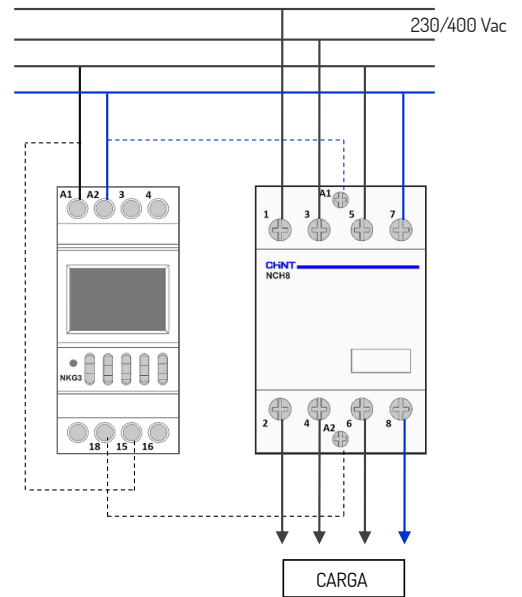 230/400 Vac
A1 A2 3 4
A1
1 3 5 7
CHNT
NCH8
NKG3
18 15 16
2 4 6 8
A2
CARGA